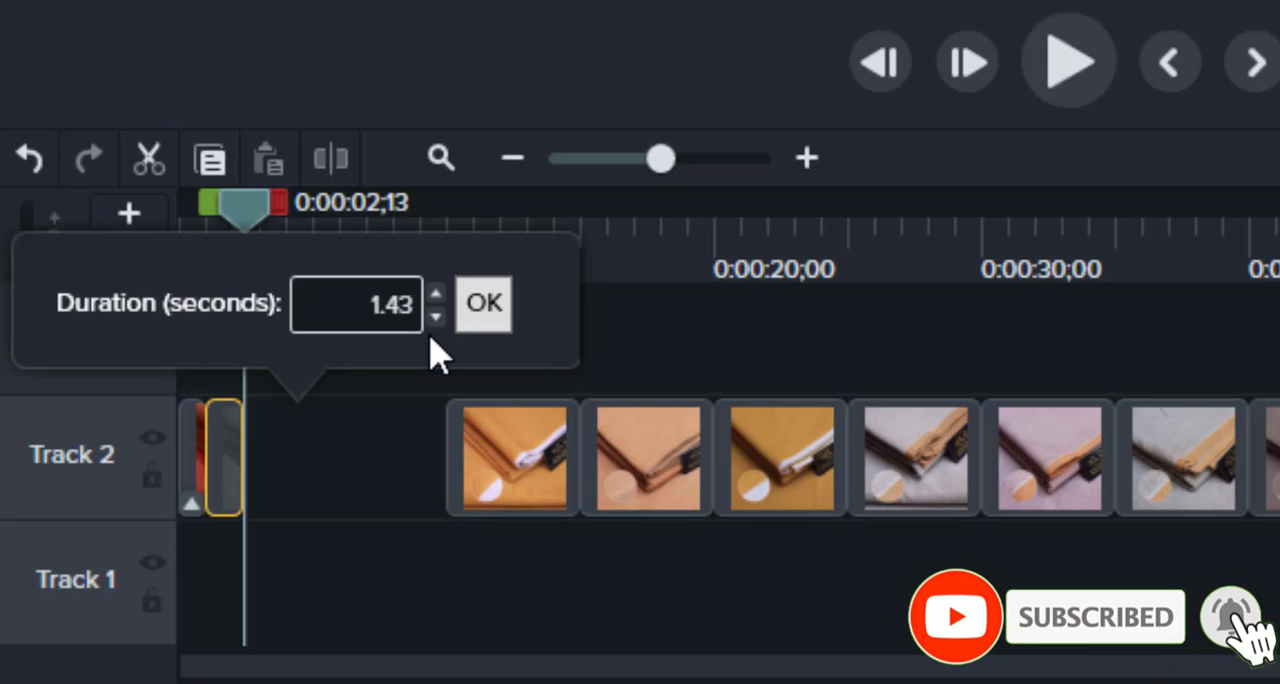 0:00:02;13
0:00:20;00
0:00:30;00
Duration (seconds):
1.43
OK
Track 2
Track 1
SUBSCRIBED